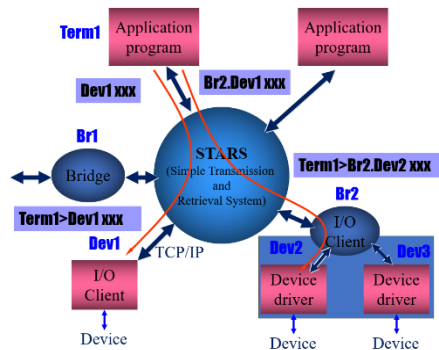 Term1
Application
program
Application
program
Dev1 xxx
Br2.Dev1 xxx
Br1
Bridge
STARS
(Simple Transmission
and
Retrieval System)
Term1>Br2.Dev2 xxx
Br2
I/O
Client
Term1>Dev1 xxx
Dev1
TCP/IP
I/O
Client
Device
Dev2
Dev3
Device
driver
Device
driver
Device
Device